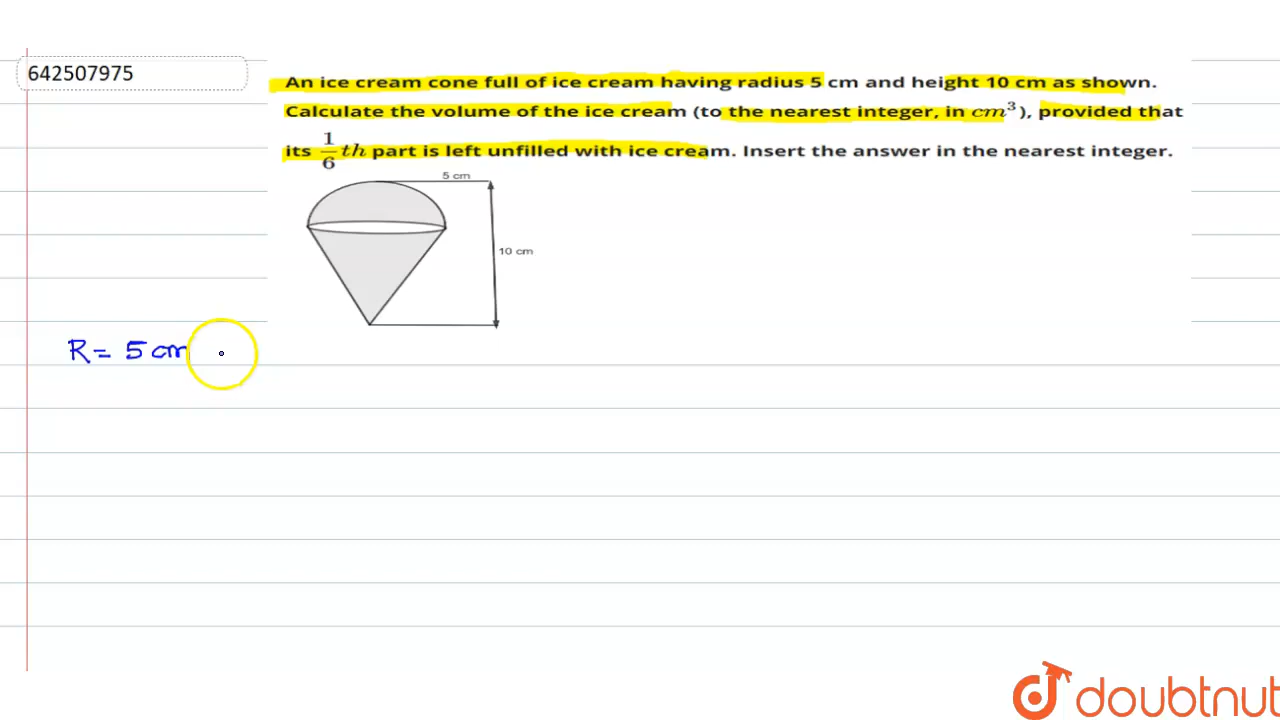 642507975
An ice cream cone full of ice cream having radius 5 cm and height 10 cm as shown.
Calculate the volume of the ice cream (to the nearest integer, in cm³), provided that
its 1/6 th part is left unfilled with ice cream. Insert the answer in the nearest integer.
5 cm
10 cm
R = 5 cm
doubtnut